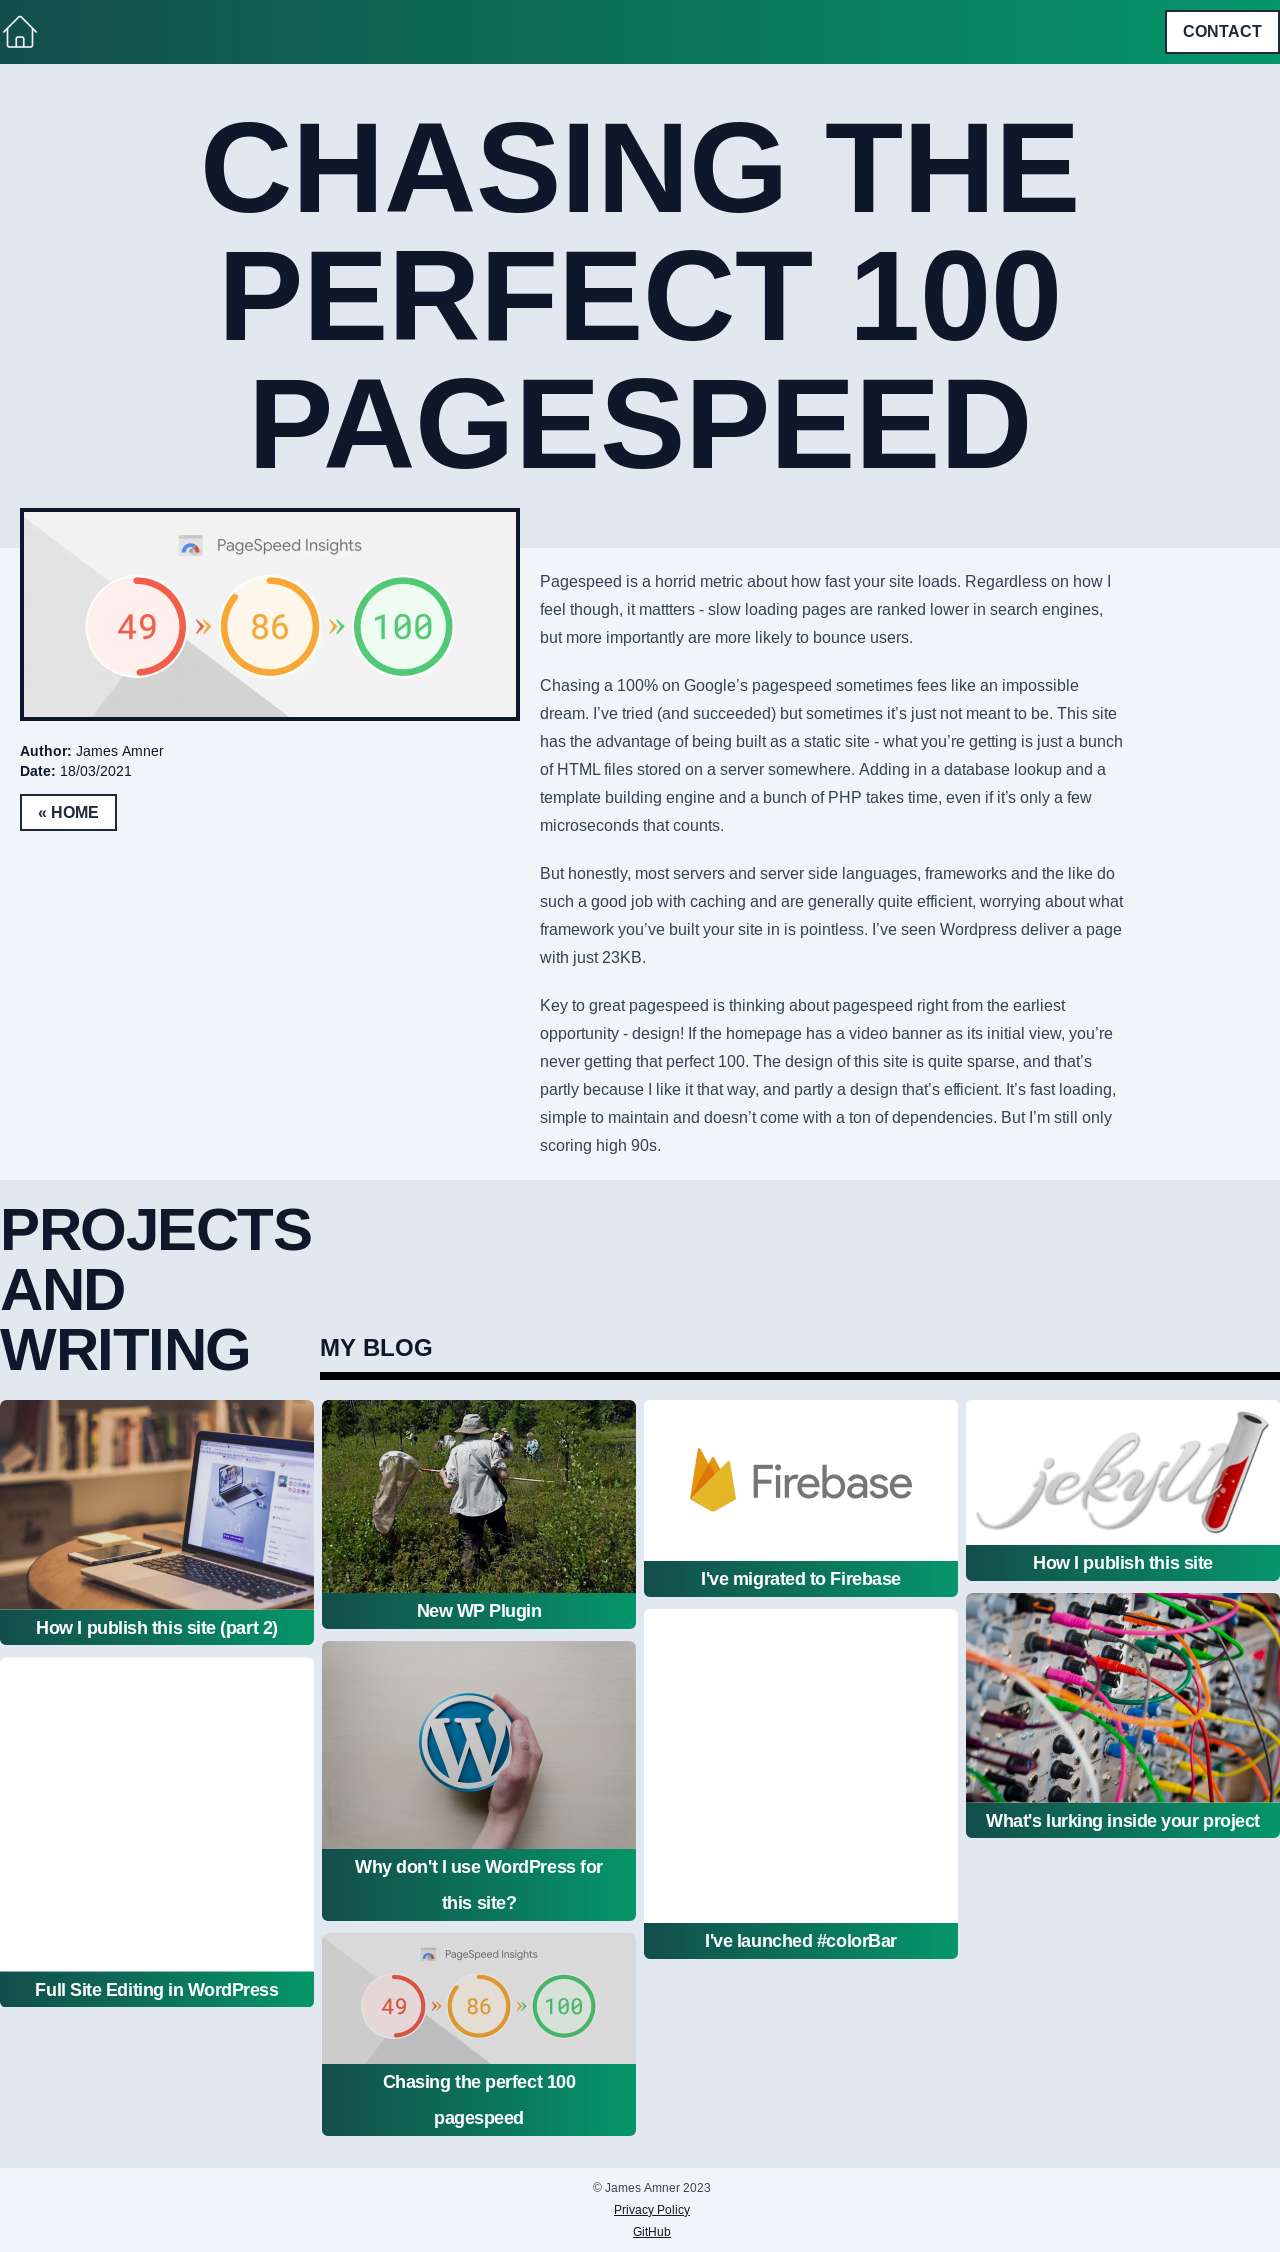 CONTACT
CHASING THE
PERFECT 100
PAGESPEED
PageSpeed Insights
49 » 86 » 100
Author: James Amner
Date: 18/03/2021
« HOME
Pagespeed is a horrid metric about how fast your site loads. Regardless on how I
feel though, it mattters - slow loading pages are ranked lower in search engines,
but more importantly are more likely to bounce users.
Chasing a 100% on Google’s pagespeed sometimes fees like an impossible
dream. I’ve tried (and succeeded) but sometimes it’s just not meant to be. This site
has the advantage of being built as a static site - what you’re getting is just a bunch
of HTML files stored on a server somewhere. Adding in a database lookup and a
template building engine and a bunch of PHP takes time, even if it’s only a few
microseconds that counts.
But honestly, most servers and server side languages, frameworks and the like do
such a good job with caching and are generally quite efficient, worrying about what
framework you’ve built your site in is pointless. I’ve seen Wordpress deliver a page
with just 23KB.
Key to great pagespeed is thinking about pagespeed right from the earliest
opportunity - design! If the homepage has a video banner as its initial view, you’re
never getting that perfect 100. The design of this site is quite sparse, and that’s
partly because I like it that way, and partly a design that’s efficient. It’s fast loading,
simple to maintain and doesn’t come with a ton of dependencies. But I’m still only
scoring high 90s.
PROJECTS
AND
WRITING
MY BLOG
How I publish this site (part 2)
Full Site Editing in WordPress
New WP Plugin
W
Why don't I use WordPress for
this site?
PageSpeed Insights
49 » 86 » 100
Chasing the perfect 100
pagespeed
Firebase
I've migrated to Firebase
I've launched #colorBar
jekyll
How I publish this site
What's lurking inside your project
© James Amner 2023
Privacy Policy
GitHub